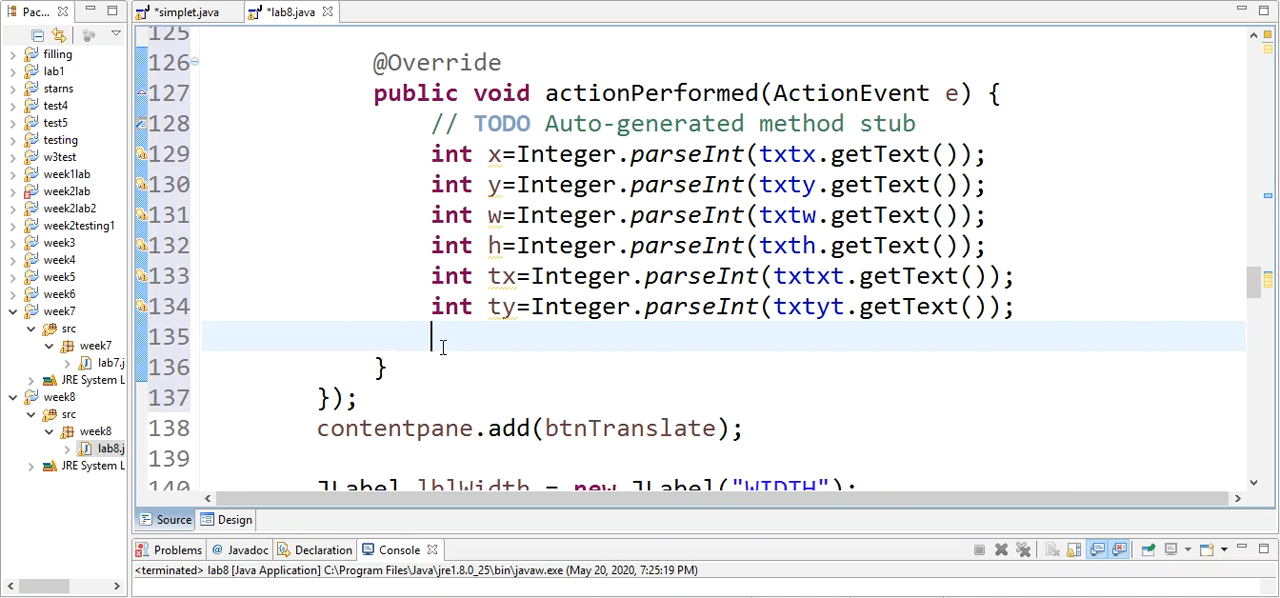 Pac...
*simplet.java
*lab8.java
filling
lab1
starns
test4
test5
testing
w3test
week1lab
week2lab
week2lab2
week2testing1
week3
week4
week5
week6
week7
src
week7
lab7.j
JRE System L
week8
src
week8
lab8.j
JRE System L
125
126 @Override
127 public void actionPerformed(ActionEvent e) {
128 // TODO Auto-generated method stub
129 int x=Integer.parseInt(txtx.getText());
130 int y=Integer.parseInt(txty.getText());
131 int w=Integer.parseInt(txtw.getText());
132 int h=Integer.parseInt(txth.getText());
133 int tx=Integer.parseInt(txtxt.getText());
134 int ty=Integer.parseInt(txtyt.getText());
135
136 }
137 });
138 contentpane.add(btnTranslate);
139
140 JLabel lblWidth = new JLabel("WIDTH");
Source Design
Problems @ Javadoc Declaration Console
<terminated> lab8 [Java Application] C:\Program Files\Java\jre1.8.0_25\bin\javaw.exe (May 20, 2020, 7:25:19 PM)